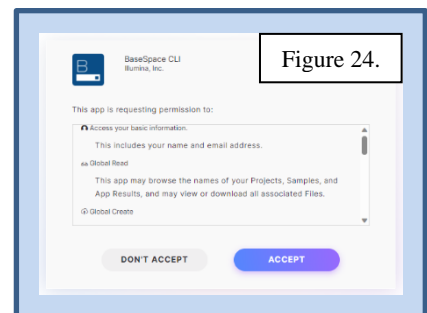 BaseSpace CLI
Illumina, Inc.
Figure 24.
B
This app is requesting permission to:
Access your basic information.
This includes your name and email address.
Global Read
This app may browse the names of your Projects, Samples, and
App Results, and may view or download all associated Files.
Global Create
DON'T ACCEPT
ACCEPT